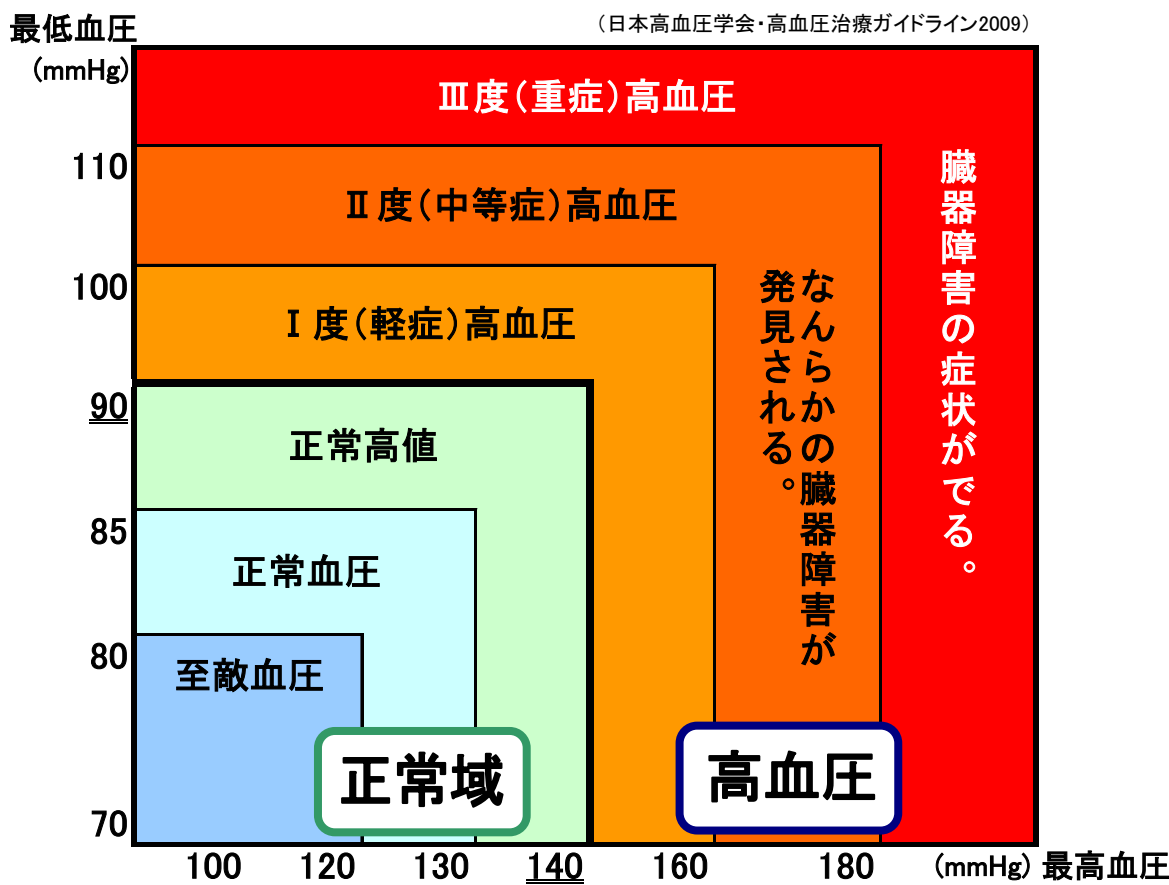 最低血圧
(mmHg)
（日本高血圧学会・高血圧治療ガイドライン2009）
Ⅲ度（重症）高血圧
110
Ⅱ度（中等症）高血圧
100
Ⅰ度（軽症）高血圧
なんらかの臓器障害が
発見される。
臓器障害の症状がでる。
90
正常高値
85
正常血圧
80
至敵血圧
正常域
高血圧
70
100 120 130 140 160 180 (mmHg) 最高血圧